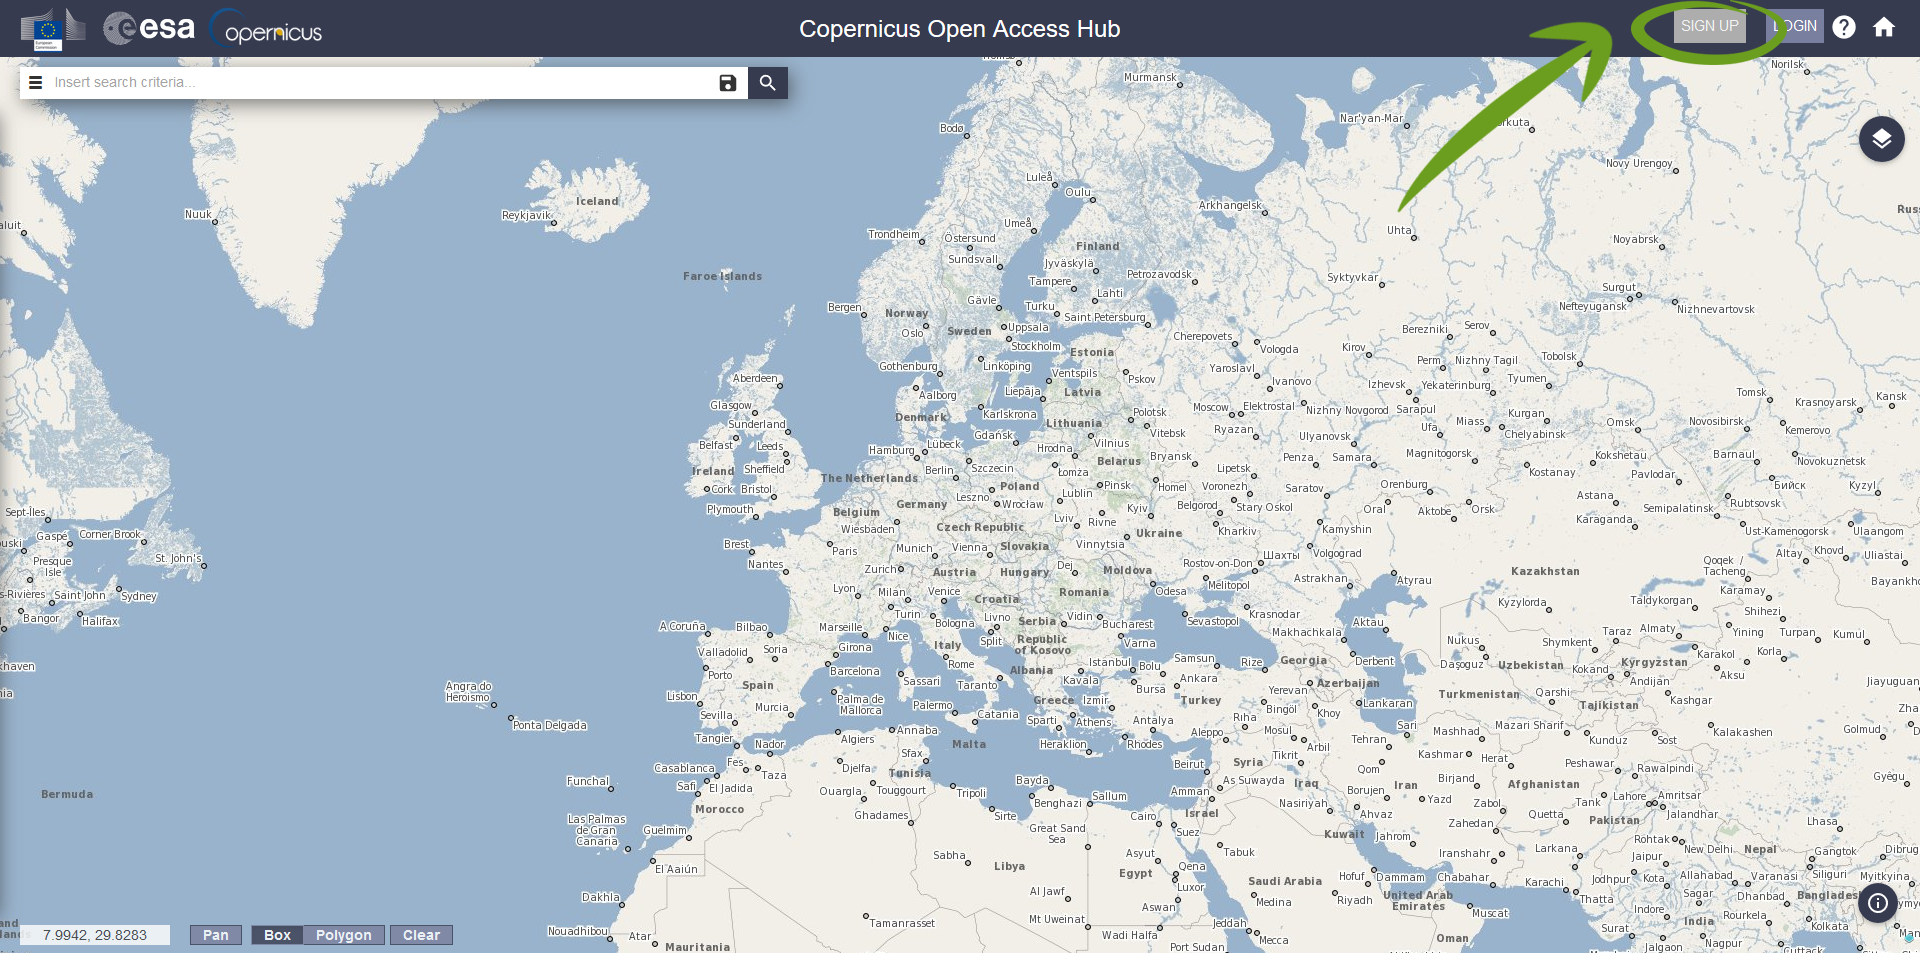 European
Commission
esa
opernicus
Copernicus Open Access Hub
SIGN UP
LOGIN
Insert search criteria...
Murmansk
Norilsk
Nar'yan-Mar
Bodø
Novy Urengoy
Luleå
Oulu
Iceland
Reykjavik
Nuuk
Arkhangelsk
Umeå
Uhta
Trondheim
Östersund
Finland
Noyabrsk
Sundsvall
Jyväskylä
Faroe Islands
Petrozavodsk
Syktyvkar
Tampere
Surgut
Lahti
Gävle
Turku
Nefteyugansk
Nizhnevartovsk
Bergen
Norway
Saint Petersburg
Oslo
Sweden
Uppsala
Cherepovets
Berezniki
Serov
Stockholm
Estonia
Vologda
Kirov
Gothenburg
Linköping
Perm
Nizhny Tagil
Tobolsk
Ventspils
Pskov
Yaroslavl
Aberdeen
Ivanovo
Izhevsk
Yekaterinburg
Tyumen
Aalborg
Liepāja
Latvia
Tomsk
Krasnoyarsk
Kansk
Glasgow
Denmark
Karlskrona
Polotsk
Moscow
Elektrostal
Nizhny Novgorod
Sarapul
Kurgan
Sunderland
Lithuania
Vitebsk
Ryazan
Ufa
Miass
Chelyabinsk
Omsk
Novosibirsk
Kemerovo
Belfast
Leeds
Hamburg
Lübeck
Gdańsk
Vilnius
Hrodna
Ulyanovsk
Ireland
Sheffield
Berlin
Szczecin
Łomza
Belarus
Bryansk
Penza
Samara
Magnitogorsk
Kokshetau
Barnaul
Novokuznetsk
The Netherlands
Lipetsk
Kostanay
Pavlodar
Cork
Bristol
Poland
Pinsk
Homel
Voronezh
Saratov
Orenburg
Бийск
Kyzyl
Leszno
Lublin
Plymouth
Germany
Wrocław
Kyiv
Belgorod
Stary Oskol
Oral
Orsk
Astana
Rubtsovsk
Sept-Îles
Belgium
Lviv
Rivne
Aktobe
Karaganda
Semipalatinsk
Wiesbaden
Czech Republic
Kharkiv
Kamyshin
Ust-Kamenogorsk
Ulaangom
Gaspé
Corner Brook
Ukraine
Brest
Paris
Munich
Vienna
Slovakia
Vinnytsia
Шахты
Volgograd
Altay
Khovd
Uliastai
Presque
Isle
St. John's
Nantes
Zurich
Austria
Hungary
Dej
Moldova
Rostov-on-Don
Astrakhan
Atyrau
Kazakhstan
Qoqek /
Tacheng
Saint John
Sydney
Lyon
Milan
Venice
Croatia
Romania
Odesa
Melitopol
Kyzylorda
Taldykorgan
Karamay
Bangor
Halifax
Turin
Bologna
Livno
Serbia
Vidin
Bucharest
Sevastopol
Krasnodar
Aktau
Shihezi
A Coruña
Bilbao
Marseille
Nice
Split
Republic
of Kosovo
Varna
Makhachkala
Nukus
Shymkent
Taraz
Almaty
Yining
Turpan
Kumul
Valladolid
Soria
Girona
Italy
Rome
Albania
Istanbul
Bolu
Samsun
Rize
Georgia
Derbent
Daşoguz
Uzbekistan
Kokand
Kyrgyzstan
Karakol
Korla
Porto
Barcelona
Sassari
Taranto
Kavala
Bursa
Ankara
Azerbaijan
Andijan
Aksu
Angra do
Heroísmo
Spain
Lisbon
Palma de
Mallorca
Palermo
Greece
Izmir
Turkey
Yerevan
Lankaran
Turkmenistan
Qarshi
Tajikistan
Kashgar
Ponta Delgada
Sevilla
Murcia
Catania
Sparti
Athens
Antalya
Bingöl
Khoy
Sari
Mazari Sharif
Tangier
Nador
Algiers
Annaba
Malta
Heraklion
Rhodes
Aleppo
Mosul
Arbil
Tehran
Mashhad
Kunduz
Sost
Kalakashen
Golmud
Casablanca
Fes
Taza
Djelfa
Sfax
Tunisia
Beirut
Syria
Tikrit
Qom
Kashmar
Herat
Peshawar
Rawalpindi
Funchal
Safi
El Jadida
Ouargla
Touggourt
Tripoli
Bayda
Sallum
As Suwayda
Iraq
Iran
Birjand
Afghanistan
Bermuda
Morocco
Benghazi
Amman
Israel
Nasiriyah
Borujen
Yazd
Zabol
Tank
Lahore
Amritsar
Las Palmas
de Gran
Canaria
Guelmim
Ghadames
Sirte
Great Sand
Sea
Cairo
Suez
Kuwait
Ahvaz
Jahrom
Zahedan
Quetta
Pakistan
Jalandhar
Lhasa
El Aaiún
Sabha
Libya
Asyut
Egypt
Qena
Tabuk
Iranshahr
Larkana
Rohtak
Jaipur
New Delhi
Nepal
Gangtok
Dakhla
Al Jawf
Luxor
Aswan
Saudi Arabia
Medina
Hofuf
Dammam
Riyadh
United Arab
Emirates
Chabahar
Karachi
Jodhpur
Kota
Allahabad
Varanasi
Siliguri
Myitkyina
Nouadhibou
Atar
Tamanrasset
Mt Uweinat
Wadi Halfa
Jeddah
Mecca
Muscat
Thatta
Indore
Sagar
Dhanbad
Rourkela
India
Kolkata
Mauritania
Port Sudan
Oman
Surat
Jalgaon
Nagpur
Cuttack
7.9942, 29.8283
Pan
Box
Polygon
Clear